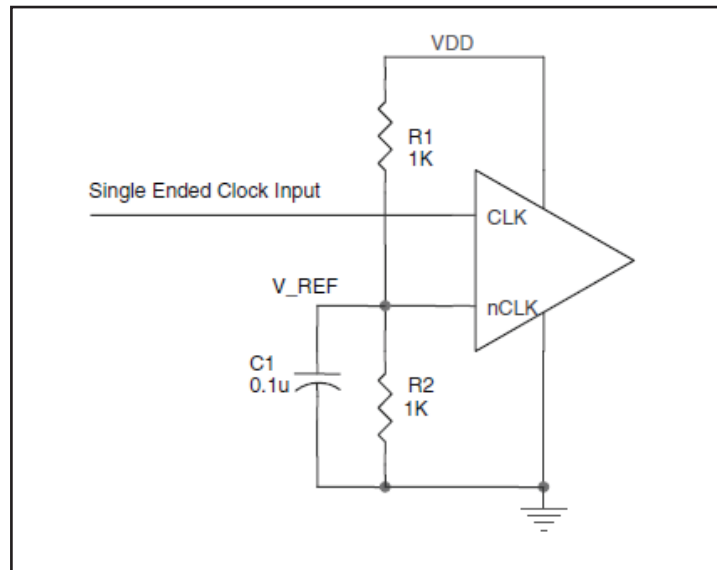 VDD
R1
1K
Single Ended Clock Input
CLK
V_REF
nCLK
C1
0.1u
R2
1K